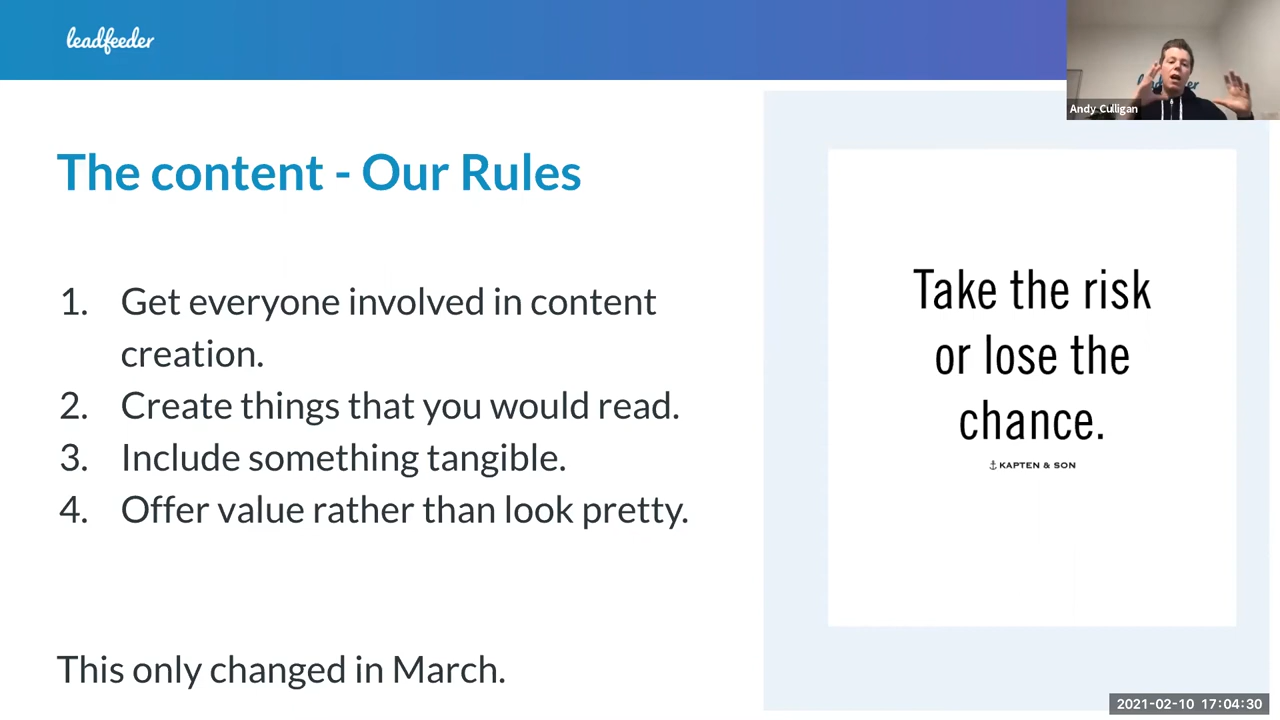 leadfeeder
Andy Culligan
The content - Our Rules
1. Get everyone involved in content
creation.
2. Create things that you would read.
3. Include something tangible.
4. Offer value rather than look pretty.
This only changed in March.
Take the risk
or lose the
chance.
KAPTEN & SON
2021-02-10 17:04:30